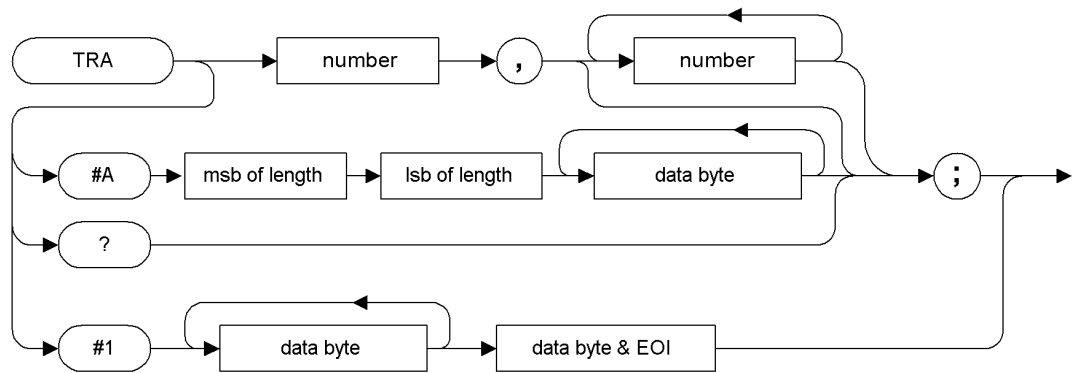 TRA number , number
#A msb of length lsb of length data byte ;
?
#1 data byte data byte & EOI